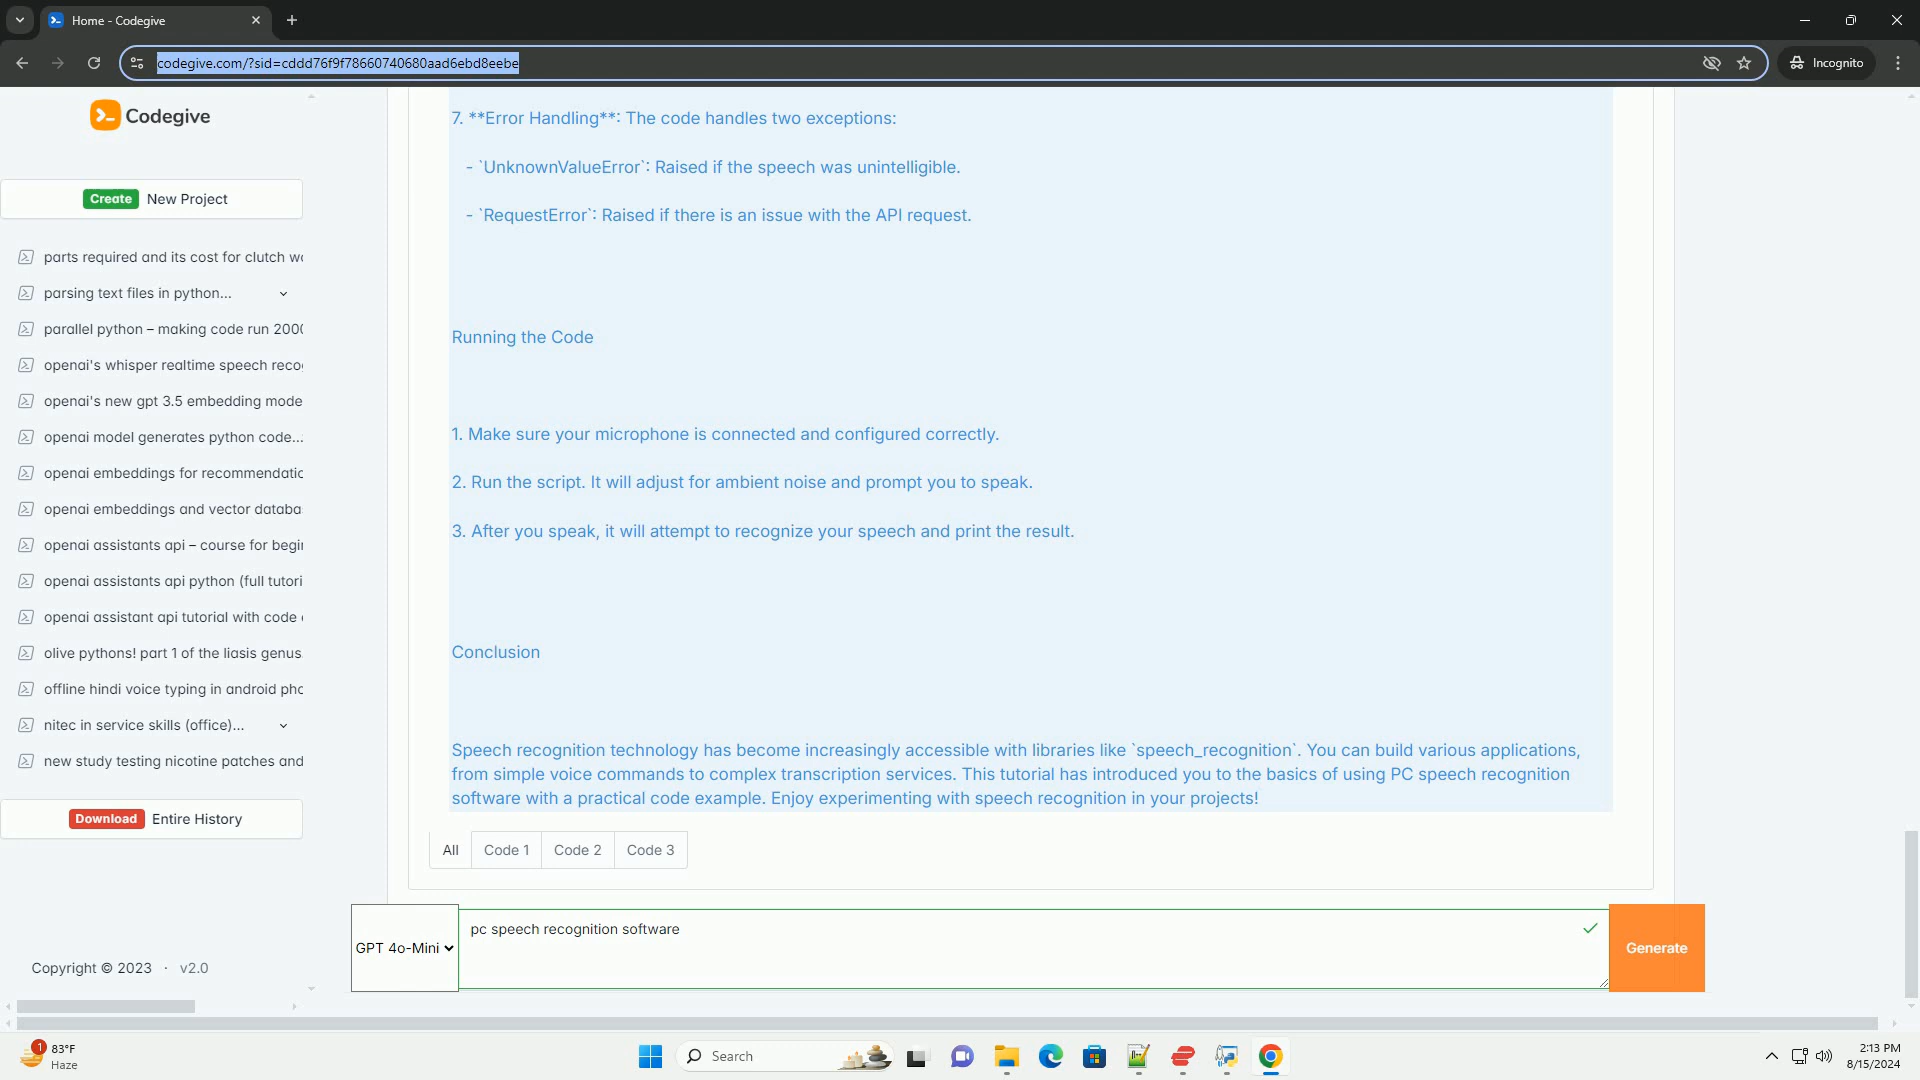 Home - Codegive
codegive.com/?sid=cddd76f9f78660740680aad6ebd8eebe
Incognito
Codegive
Create New Project
parts required and its cost for clutch
parsing text files in python...
parallel python – making code run 200
openai's whisper realtime speech
openai's new gpt 3.5 embedding mode
openai model generates python code...
openai embeddings for
openai embeddings and vector
openai assistants api – course for
openai assistants api python (full
openai assistant api tutorial with code
olive pythons! part 1 of the liasis genus
offline hindi voice typing in android
nitec in service skills (office)...
new study testing nicotine patches and
Download Entire History
Copyright © 2023 · v2.0
7. **Error Handling**: The code handles two exceptions:
- `UnknownValueError`: Raised if the speech was unintelligible.
- `RequestError`: Raised if there is an issue with the API request.
Running the Code
1. Make sure your microphone is connected and configured correctly.
2. Run the script. It will adjust for ambient noise and prompt you to speak.
3. After you speak, it will attempt to recognize your speech and print the result.
Conclusion
Speech recognition technology has become increasingly accessible with libraries like `speech_recognition`. You can build various applications,
from simple voice commands to complex transcription services. This tutorial has introduced you to the basics of using PC speech recognition
software with a practical code example. Enjoy experimenting with speech recognition in your projects!
All Code 1 Code 2 Code 3
GPT 4o-Mini
pc speech recognition software
Generate
1
83°F
Haze
Search
2:13 PM
8/15/2024